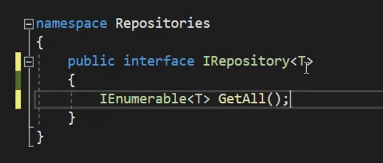 namespace Repositories
{
    public interface IRepository<T>
    {
        IEnumerable<T> GetAll();
    }
}